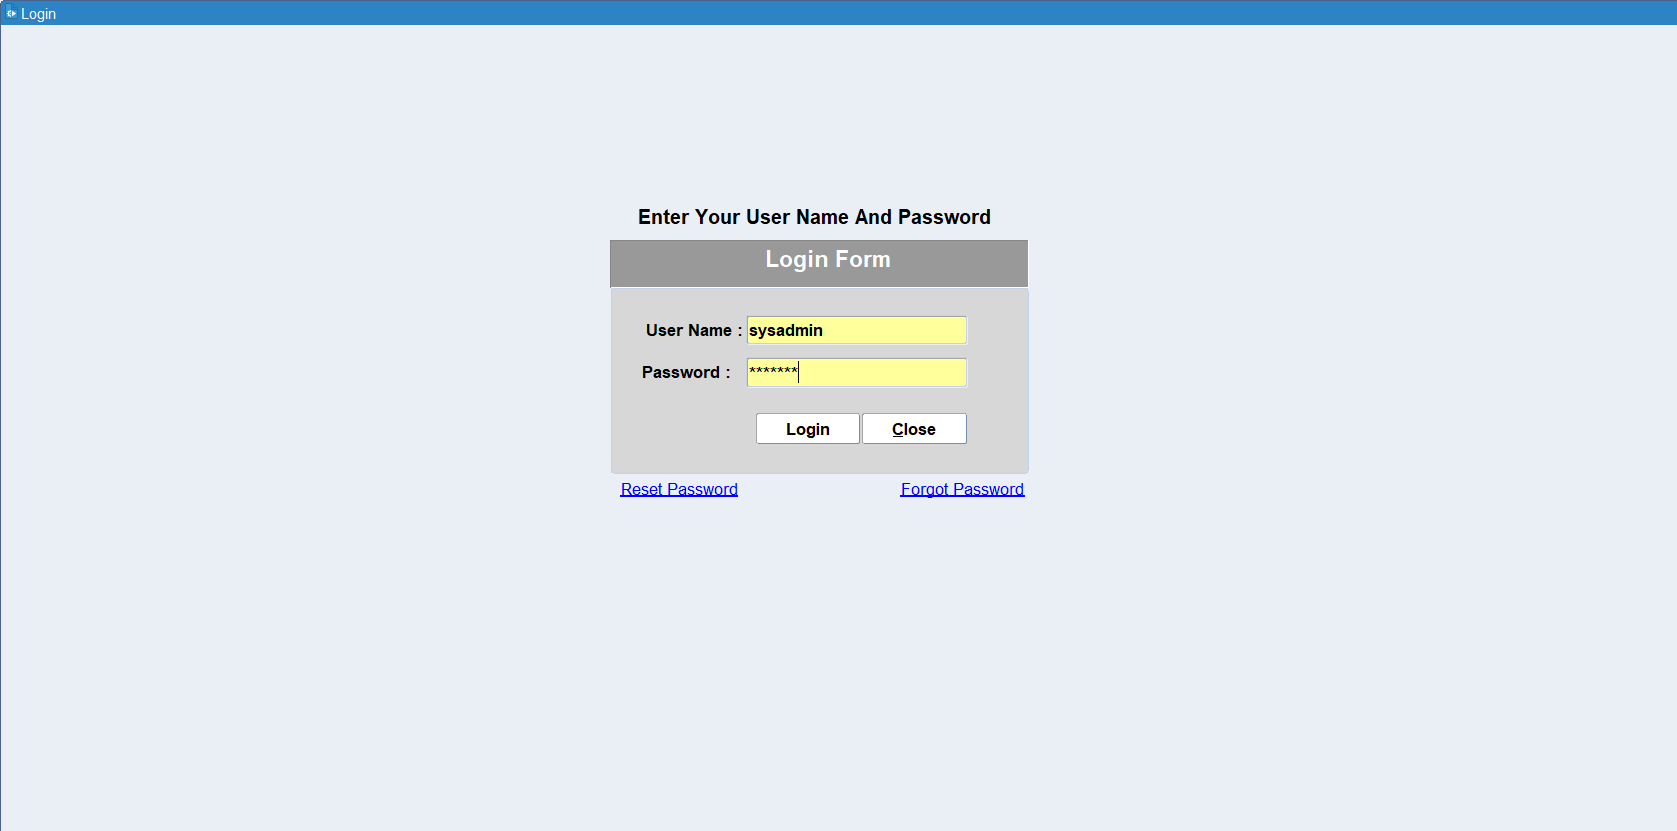 Login
Enter Your User Name And Password
Login Form
User Name : sysadmin
Password : *******
Login Close
Reset Password Forgot Password